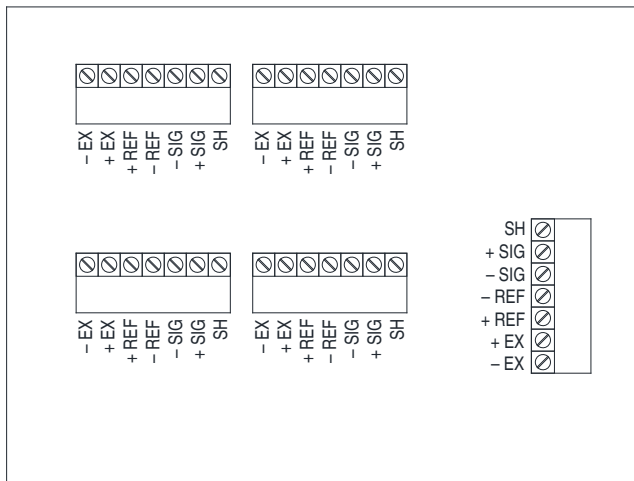 – EX
+ EX
+ REF
– REF
– SIG
+ SIG
SH
– EX
+ EX
+ REF
– REF
– SIG
+ SIG
SH
SH
+ SIG
– SIG
– REF
+ REF
+ EX
– EX
– EX
+ EX
+ REF
– REF
– SIG
+ SIG
SH
– EX
+ EX
+ REF
– REF
– SIG
+ SIG
SH